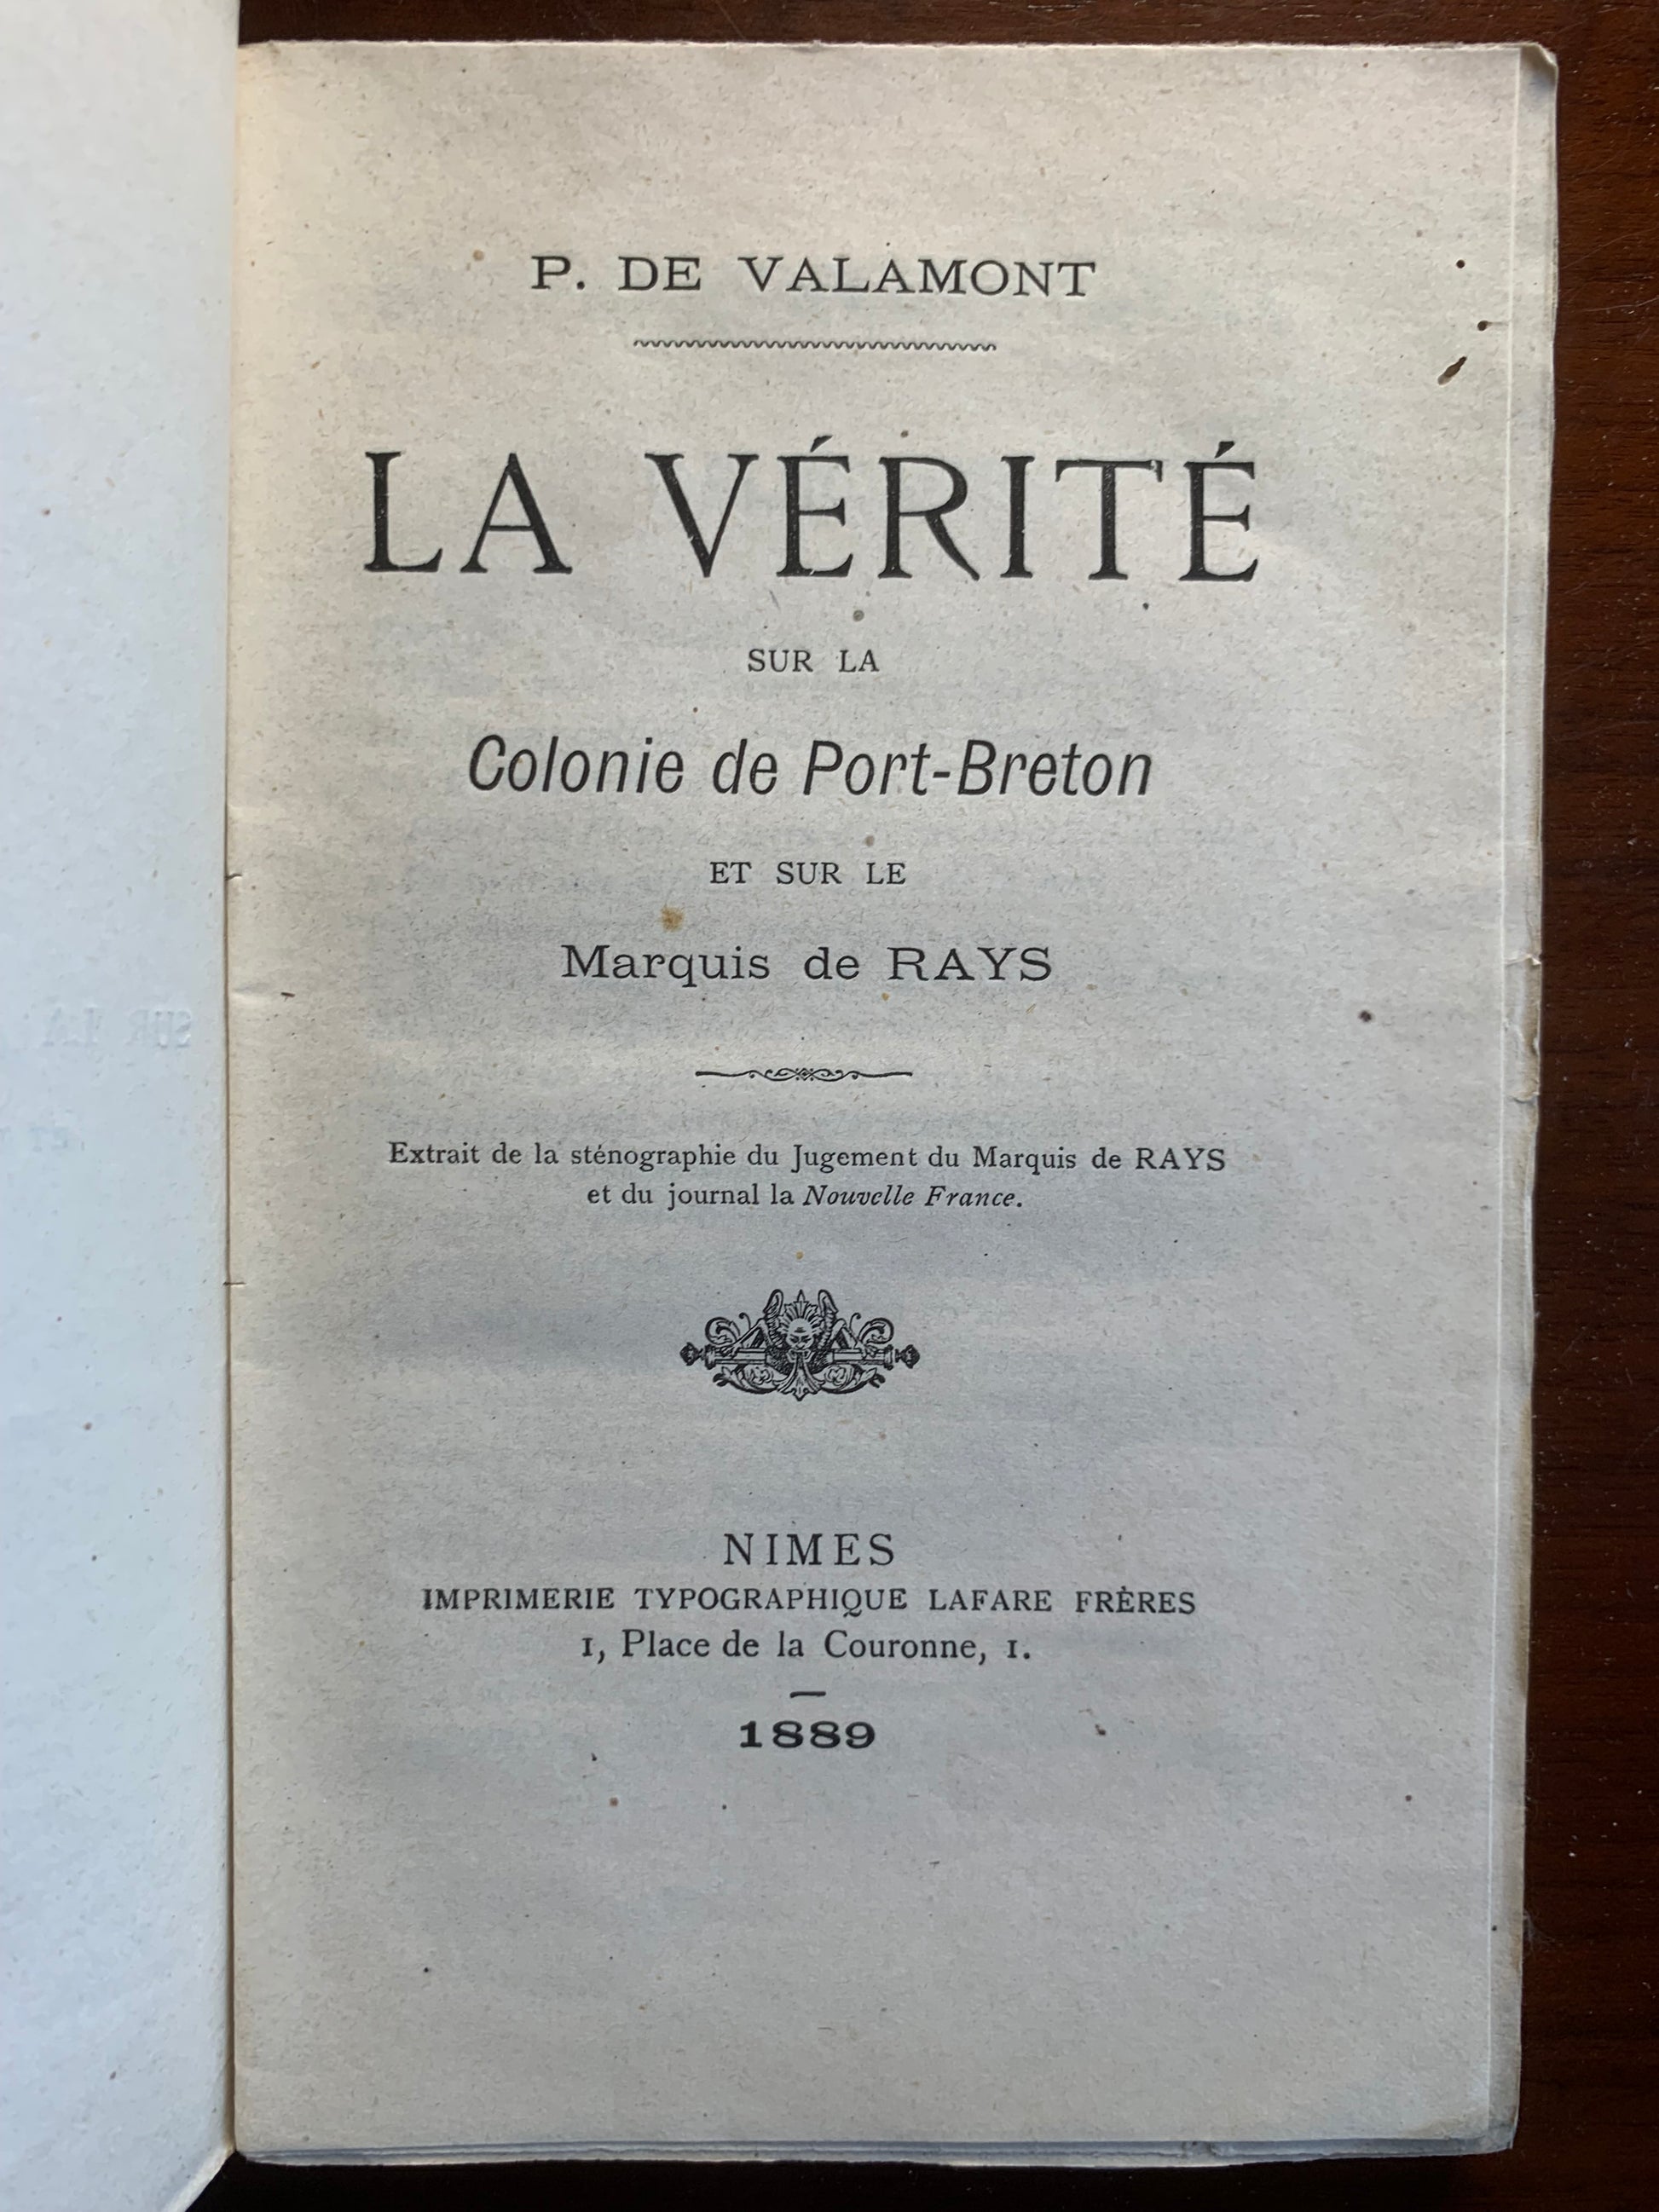 P. DE VALAMONT
LA VÉRITÉ
SUR LA
Colonie de Port-Breton
ET SUR LE
Marquis de RAYS
Extrait de la sténographie du Jugement du Marquis de RAYS
et du journal la Nouvelle France.
NIMES
IMPRIMERIE TYPOGRAPHIQUE LAFARE FRÈRES
1, Place de la Couronne, 1.
1889
SUR LA